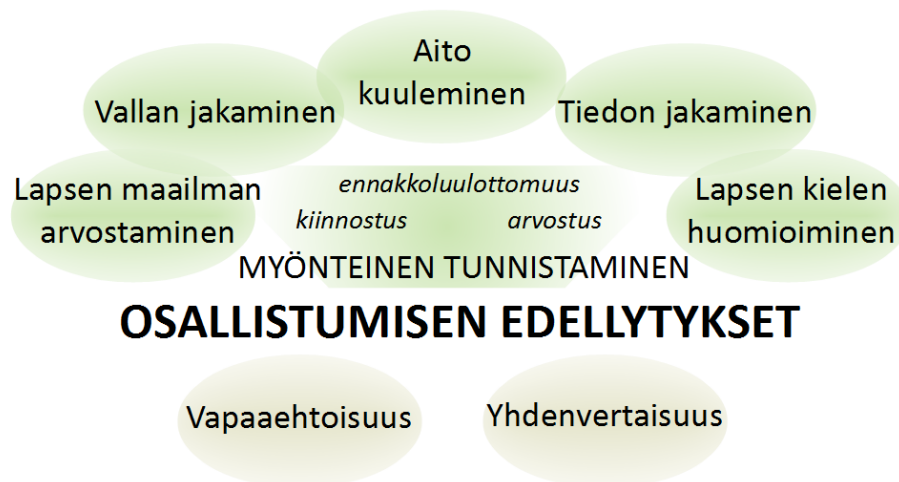 Aito
kuuleminen
Vallan jakaminen
Tiedon jakaminen
Lapsen maailman
arvostaminen
ennakkoluulottomuus
kiinnostus
arvostus
Lapsen kielen
huomioiminen
MYÖNTEINEN TUNNISTAMINEN
OSALLISTUMISEN EDELLYTYKSET
Vapaaehtoisuus
Yhdenvertaisuus